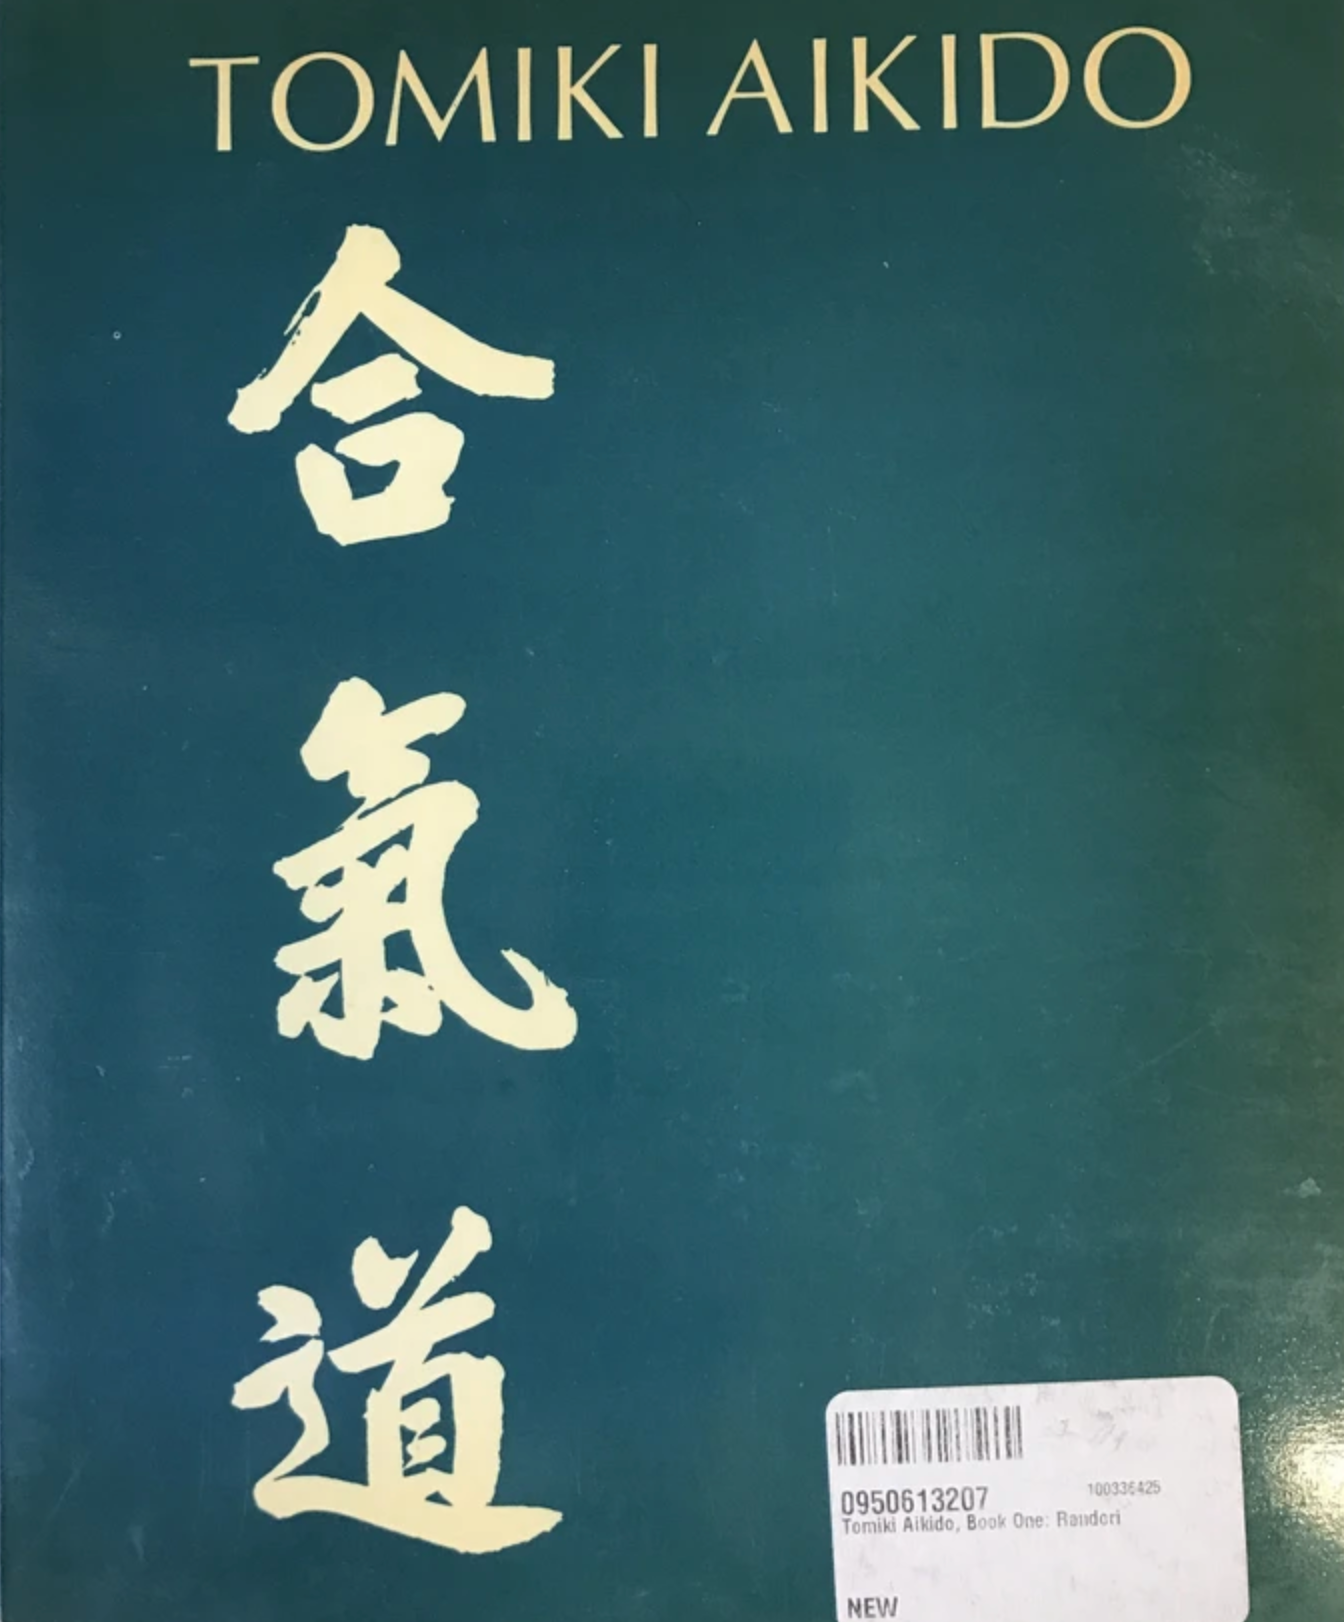 TOMIKI AIKIDO
合
氣
道
0950613207
100336425
Tomiki Aikido, Book One: Randori
NEW